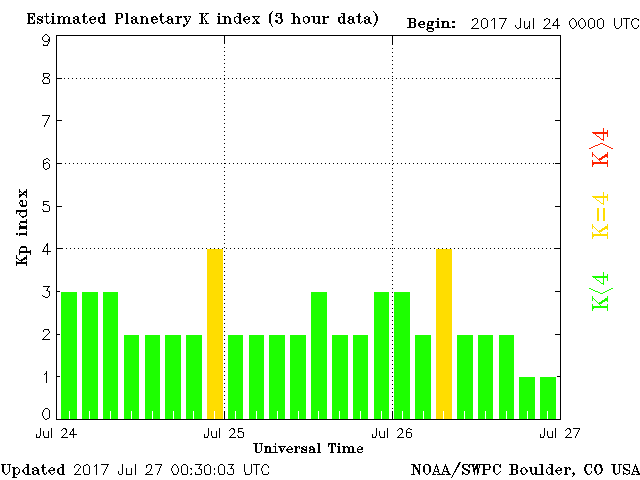 Estimated Planetary K index (3 hour data) Begin: 2017 Jul 24 0000 UTC
9
8
7
6
5
4
3
2
1
0
Kp index
K>4
K=4
K<4
Jul 24 Jul 25 Jul 26 Jul 27
Universal Time
Updated 2017 Jul 27 00:30:03 UTC NOAA/SWPC Boulder, CO USA